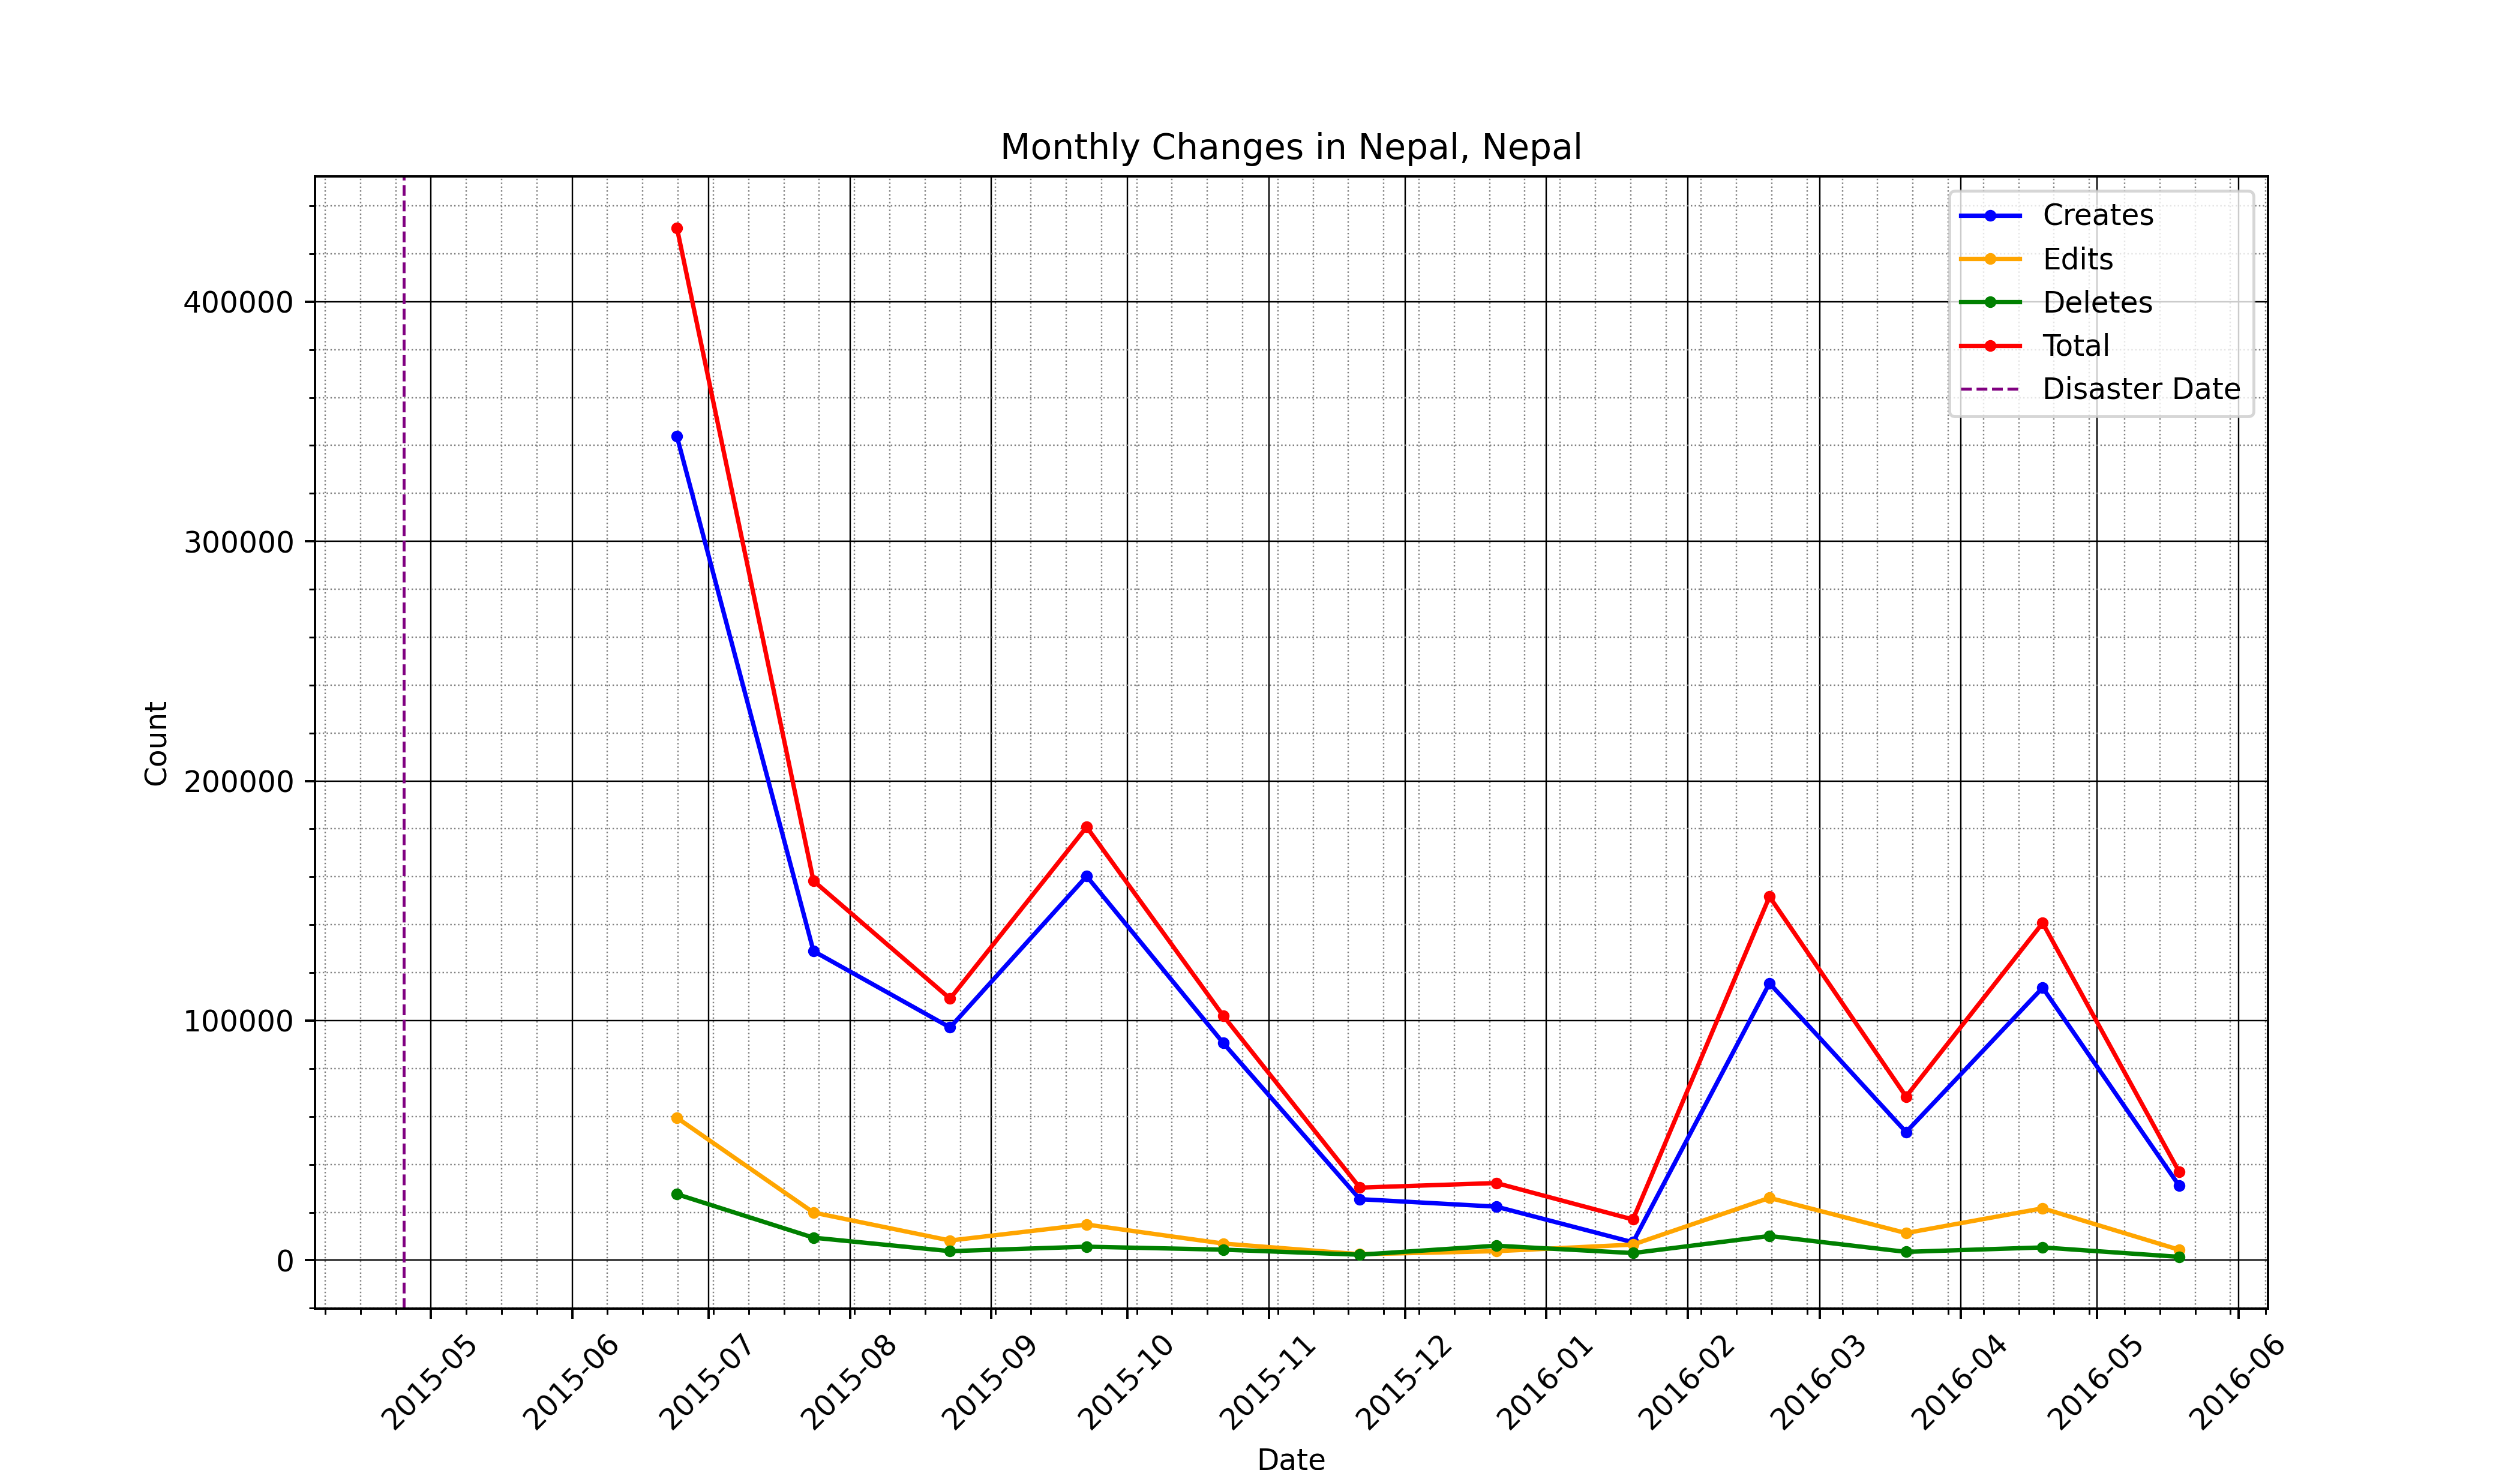 Monthly Changes in Nepal, Nepal
Creates
Edits
Deletes
Total
Disaster Date
400000
300000
200000
100000
0
Count
2015-05
2015-06
2015-07
2015-08
2015-09
2015-10
2015-11
2015-12
2016-01
2016-02
2016-03
2016-04
2016-05
2016-06
Date